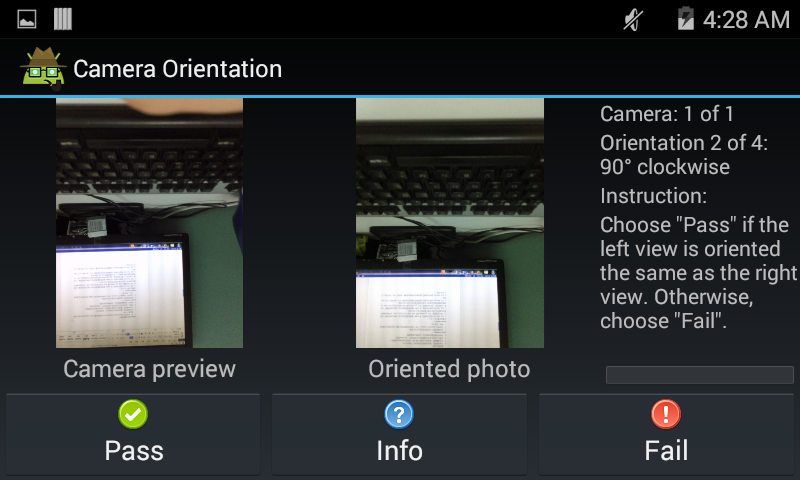 4:28 AM
Camera Orientation
Camera: 1 of 1
Orientation 2 of 4:
90° clockwise
Instruction:
Choose "Pass" if the
left view is oriented
the same as the right
view. Otherwise,
choose "Fail".
Camera preview
Oriented photo
Pass
Info
Fail